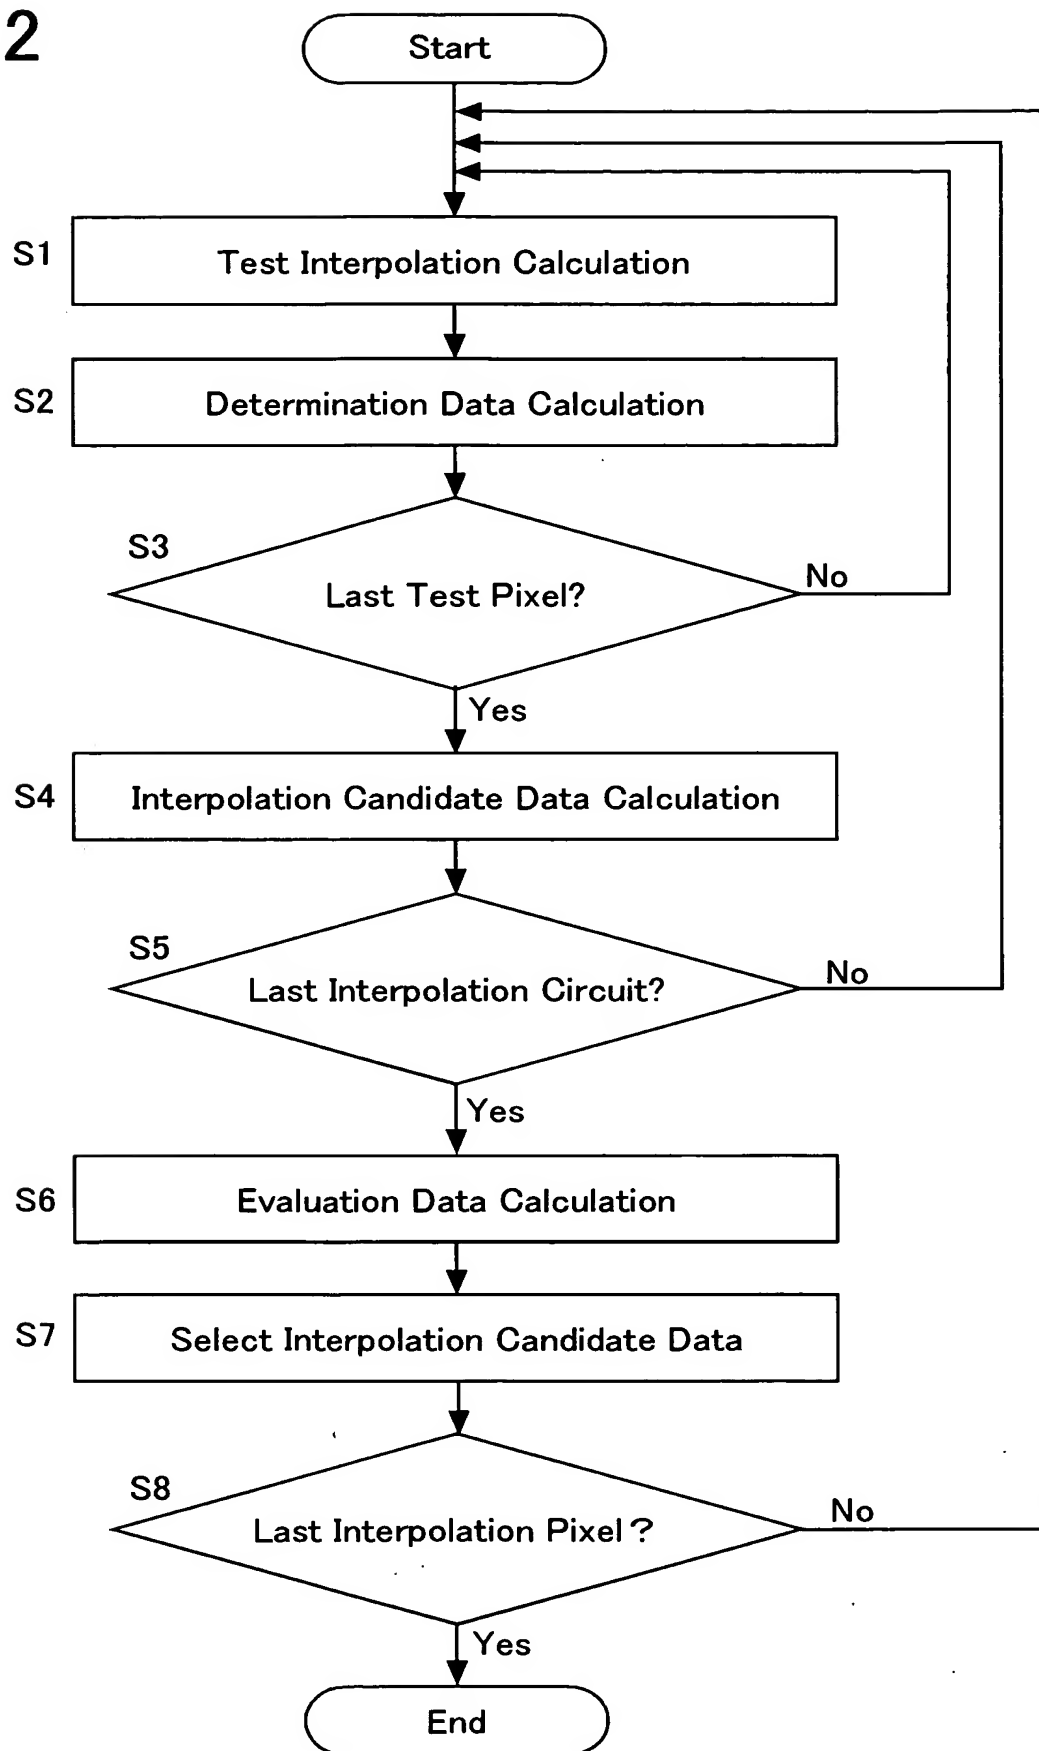 2
Start
S1
Test Interpolation Calculation
S2
Determination Data Calculation
S3
Last Test Pixel?
No
Yes
S4
Interpolation Candidate Data Calculation
S5
Last Interpolation Circuit?
No
Yes
S6
Evaluation Data Calculation
S7
Select Interpolation Candidate Data
S8
Last Interpolation Pixel?
No
Yes
End